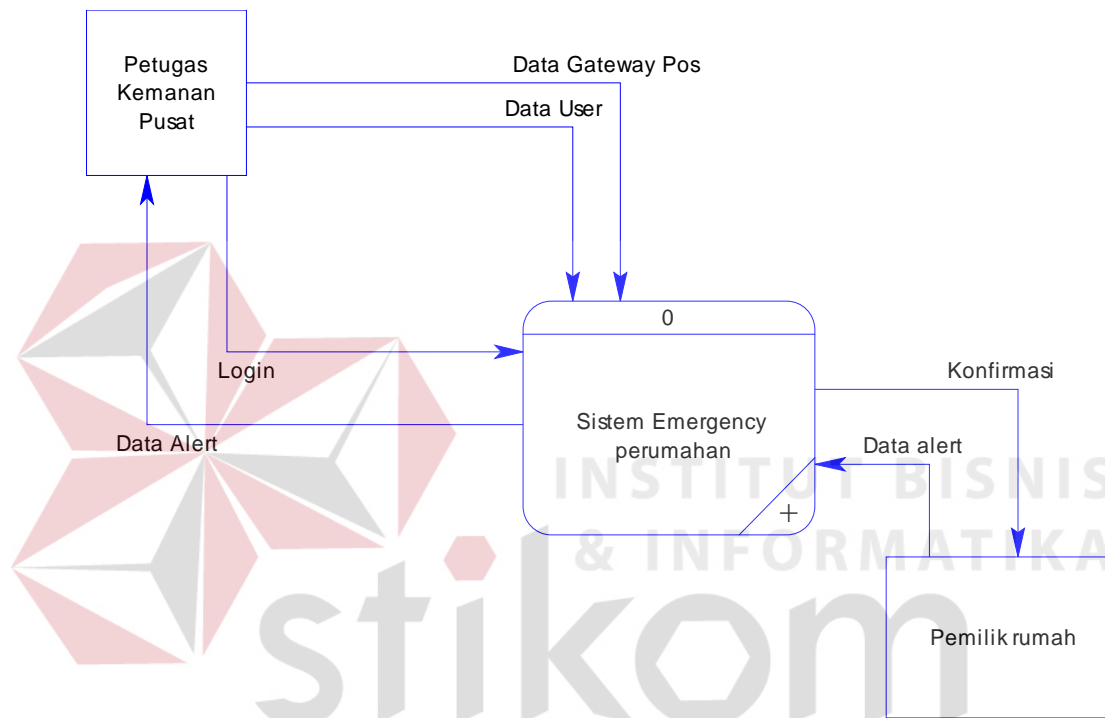 Petugas
Kemanan
Pusat
Data Gateway Pos
Data User
0
Login
Konfirmasi
Sistem Emergency
perumahan
Data Alert
Data alert
+
INSTITUT BISNIS
& INFORMATIKA
Pemilik rumah
stikom